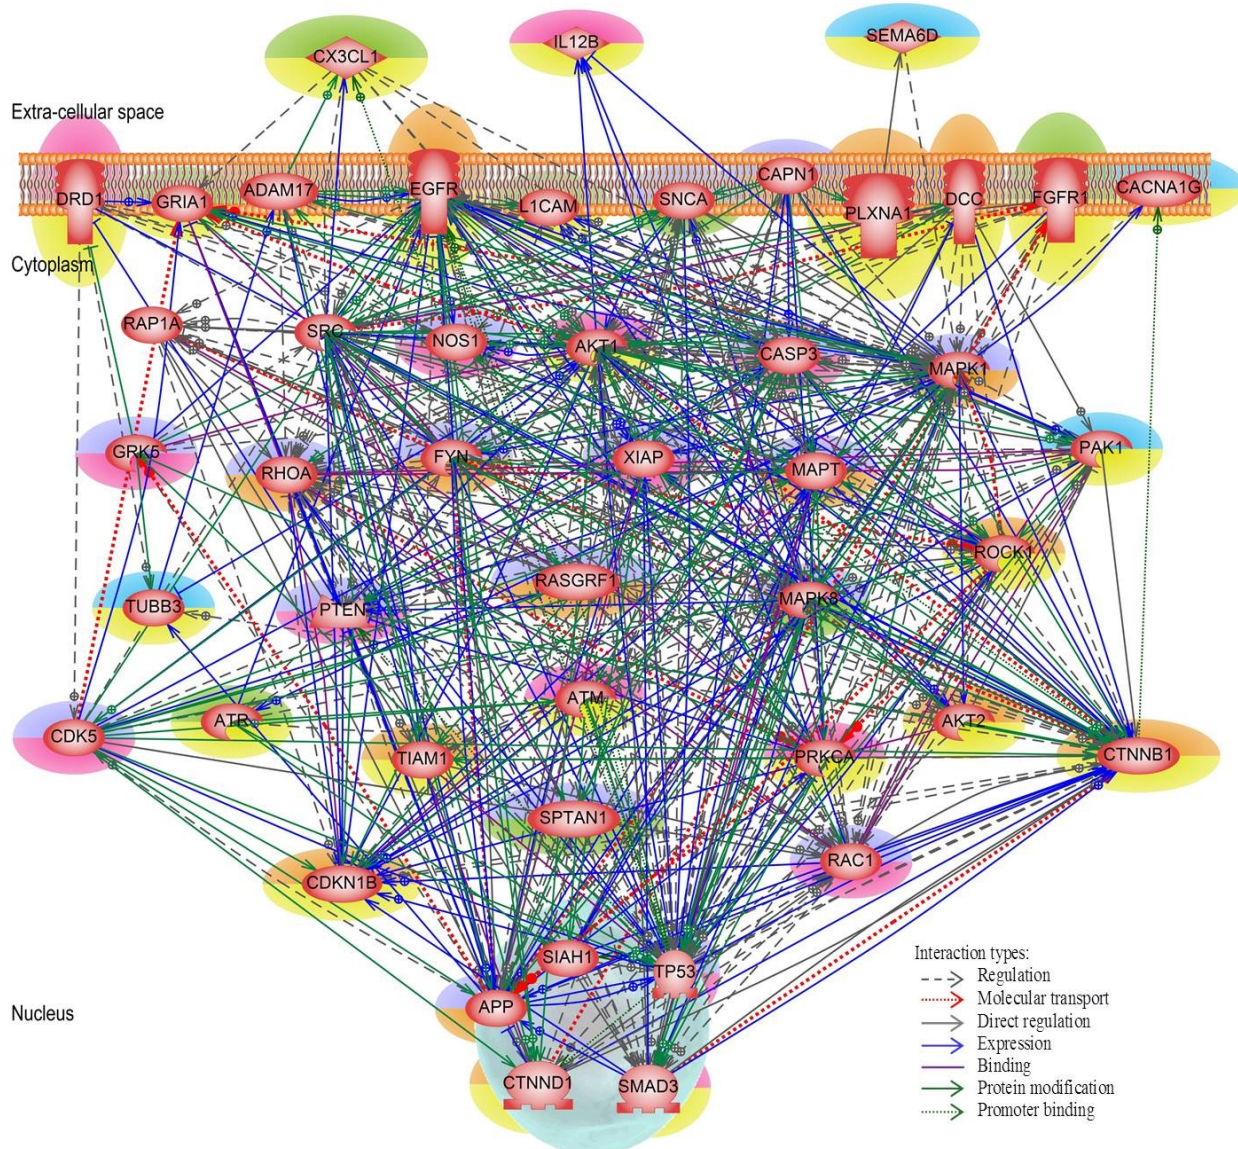 CX3CL1
IL12B
SEMA6D
Extra-cellular space
DRD1
GRIA1
ADAM17
EGFR
L1CAM
SNCA
CAPN1
PLXNA1
DCC
FGFR1
CACNA1G
Cytoplasm
RAP1A
SRC
NOS1
AKT1
CASP3
MAPK1
GRK5
RHOA
FYN
XIAP
MAPT
PAK1
ROCK1
TUBB3
PTEN
RASGRF1
MAPK8
CDK5
ATR
TIAM1
ATM
PRKCA
AKT2
CTNNB1
SPTAN1
CDKN1B
RAC1
SIAH1
TP53
APP
Nucleus
CTNND1
SMAD3
Interaction types:
Regulation
Molecular transport
Direct regulation
Expression
Binding
Protein modification
Promoter binding